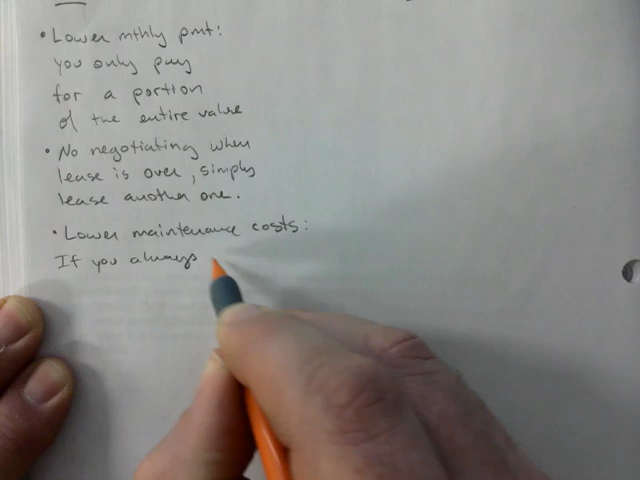 • Lower mthly pmt:
you only pay
for a portion
of the entire value
• No negotiating when
lease is over, simply
lease another one.
• Lower maintenance costs:
If you always